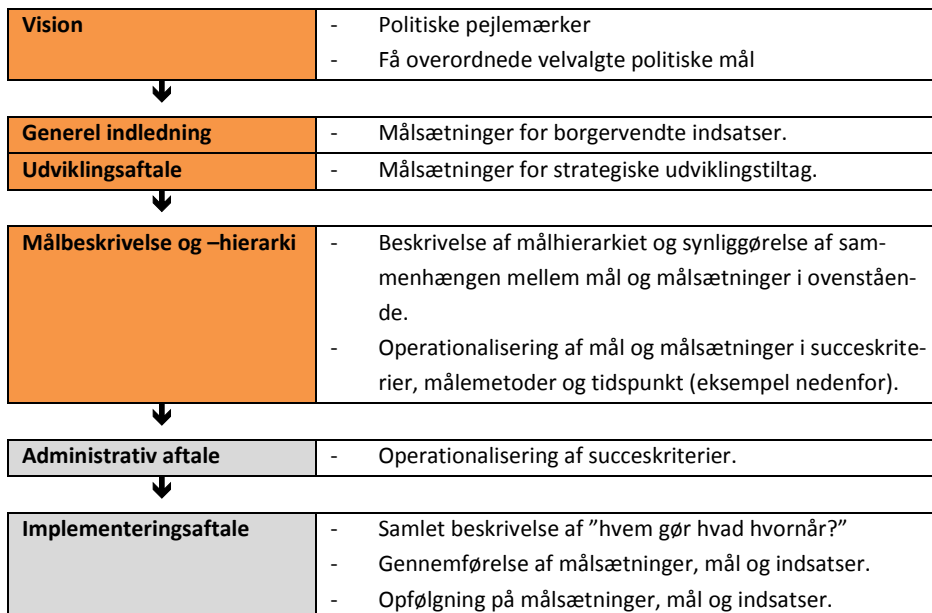 Vision
- Politiske pejlemærker
- Få overordnede velvalgte politiske mål
Generel indledning
- Målsætninger for borgervendte indsatser.
Udviklingsaftale
- Målsætninger for strategiske udviklingstiltag.
Målbeskrivelse og –hierarki
- Beskrivelse af målhierarkiet og synliggørelse af sam-
menhængen mellem mål og målsætninger i ovenståen-
de.
- Operationalisering af mål og målsætninger i succeskrite-
rier, målemetoder og tidspunkt (eksempel nedenfor).
Administrativ aftale
- Operationalisering af succeskriterier.
Implementeringsaftale
- Samlet beskrivelse af ”hvem gør hvad hvornår?”
- Gennemførelse af målsætninger, mål og indsatser.
- Opfølgning på målsætninger, mål og indsatser.